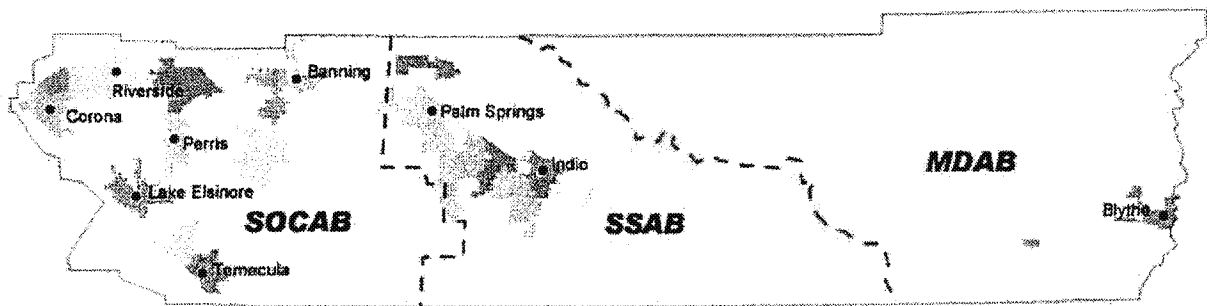 Banning
Riverside
Corona
Palm Springs
Perris
Indio
MDAB
Lake Elsinore
Blythe
SOCAB
SSAB
Temecula